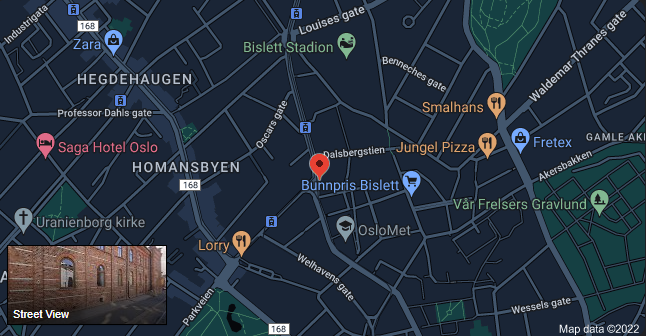 Industrigata
168
Louises gate
Zara
Bislett Stadion
HEGDEHAUGEN
Benneches gate
Waldemar Thranes gate
Professor Dahls gate
Oscars gate
Smalhans
Saga Hotel Oslo
Dalsbergstien
Jungel Pizza
Fretex
GAMLE AKI
HOMANSBYEN
Akersbakken
168
Bunnpris Bislett
Vår Frelsers Gravlund
Uranienborg kirke
OsloMet
Lorry
Welhavens gate
Parkveien
Wessels gate
Street View
168
Map data ©2022